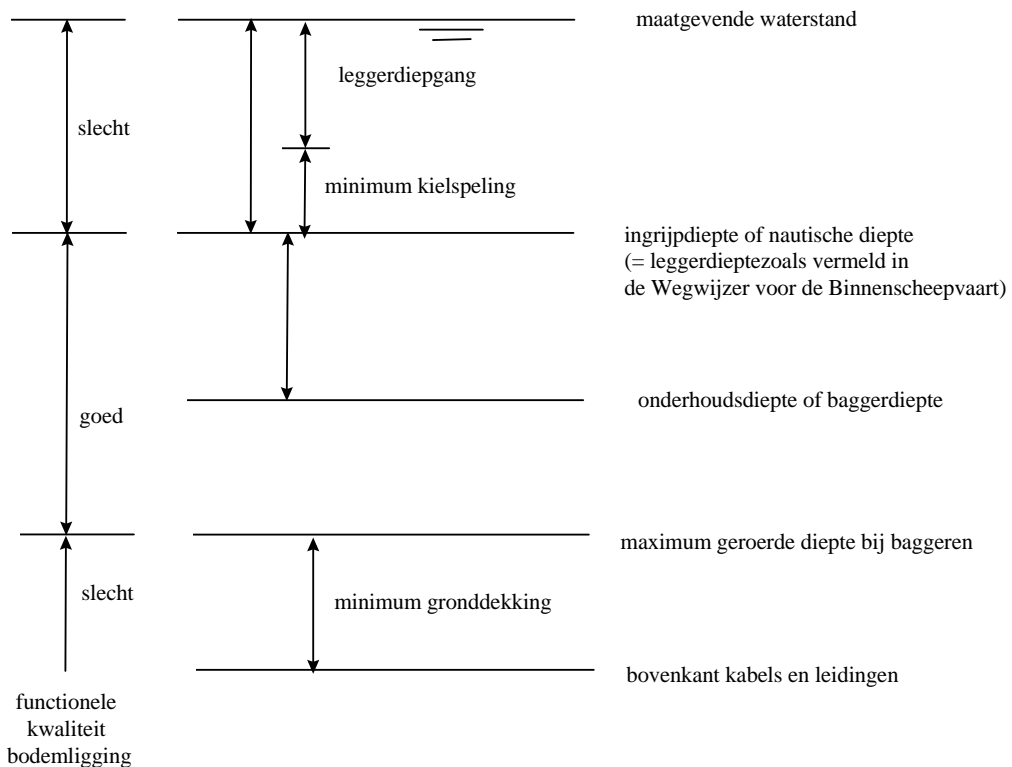 maatgevende waterstand
leggerdiepgang
slecht
minimum kielspeling
ingrijpdiepte of nautische diepte
(= leggerdieptezoals vermeld in
de Wegwijzer voor de Binnenscheepvaart)
onderhoudsdiepte of baggerdiepte
goed
maximum geroerde diepte bij baggeren
slecht
minimum gronddekking
bovenkant kabels en leidingen
functionele
kwaliteit
bodemligging